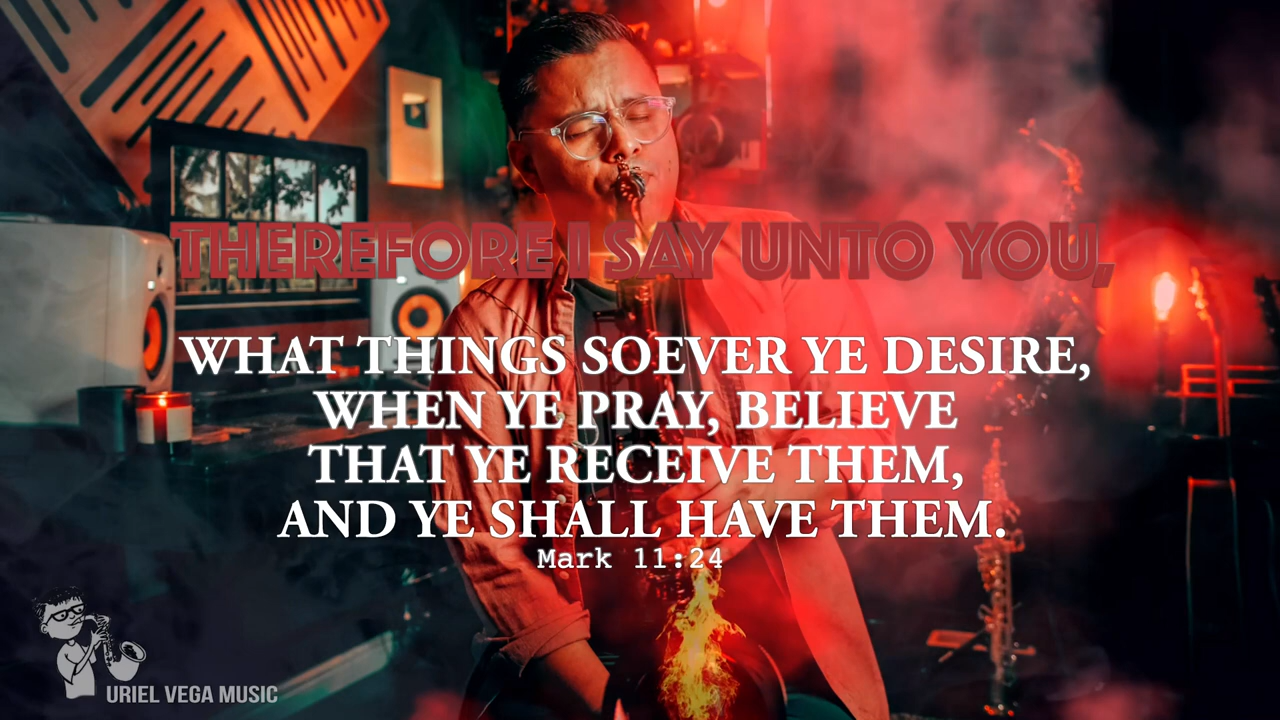 THEREFORE I SAY UNTO YOU,
WHAT THINGS SOEVER YE DESIRE,
WHEN YE PRAY, BELIEVE
THAT YE RECEIVE THEM,
AND YE SHALL HAVE THEM.
Mark 11:24
URIEL VEGA MUSIC